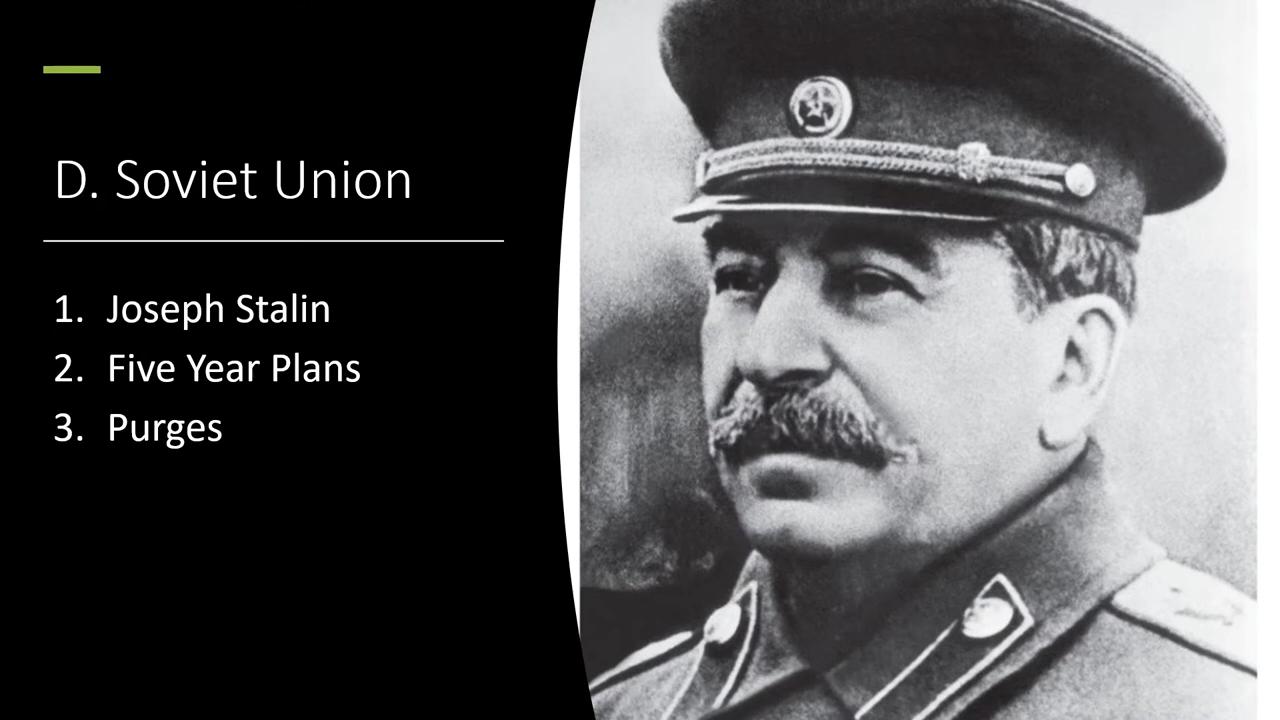 D. Soviet Union
1. Joseph Stalin
2. Five Year Plans
3. Purges